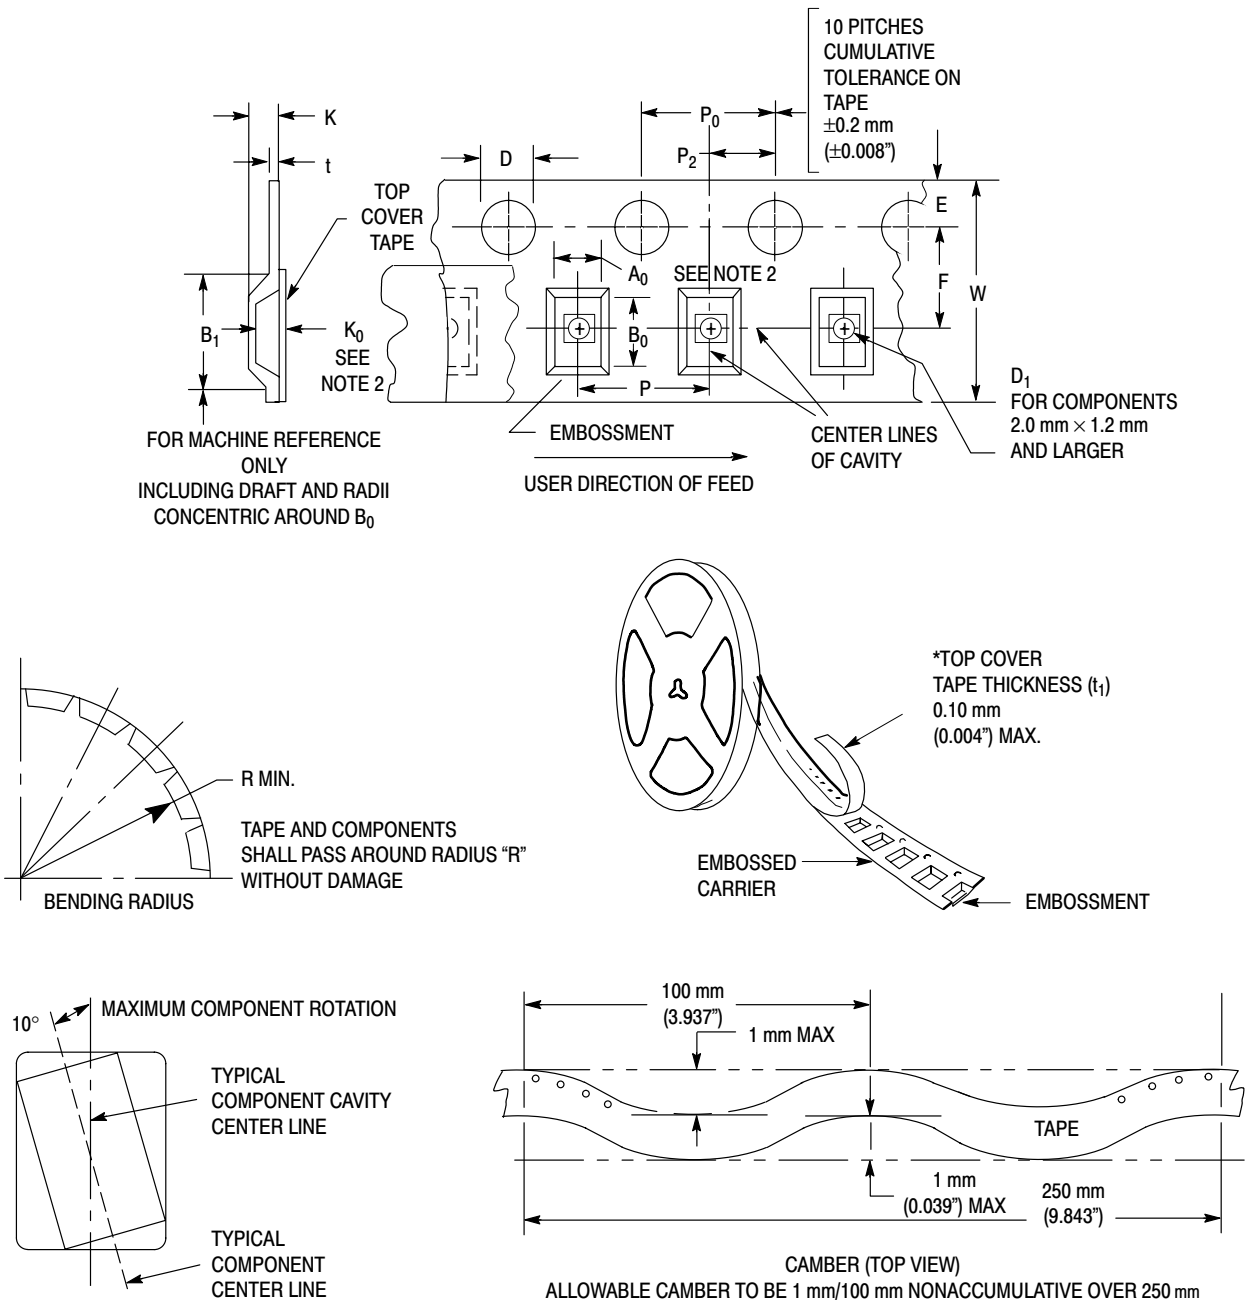 10 PITCHES
CUMULATIVE
TOLERANCE ON
TAPE
±0.2 mm
(±0.008”)
K
t
TOP
COVER
TAPE
B1
K0
SEE
NOTE 2
D
P0
P2
E
F
W
A0
SEE NOTE 2
B0
P
EMBOSSMENT
CENTER LINES
OF CAVITY
D1
FOR COMPONENTS
2.0 mm × 1.2 mm
AND LARGER
FOR MACHINE REFERENCE
ONLY
INCLUDING DRAFT AND RADII
CONCENTRIC AROUND B0
USER DIRECTION OF FEED
R MIN.
TAPE AND COMPONENTS
SHALL PASS AROUND RADIUS “R”
WITHOUT DAMAGE
BENDING RADIUS
*TOP COVER
TAPE THICKNESS (t1)
0.10 mm
(0.004”) MAX.
EMBOSSED
CARRIER
EMBOSSMENT
10°
MAXIMUM COMPONENT ROTATION
TYPICAL
COMPONENT CAVITY
CENTER LINE
TYPICAL
COMPONENT
CENTER LINE
100 mm
(3.937”)
1 mm MAX
TAPE
1 mm
(0.039”) MAX
250 mm
(9.843”)
CAMBER (TOP VIEW)
ALLOWABLE CAMBER TO BE 1 mm/100 mm NONACCUMULATIVE OVER 250 mm